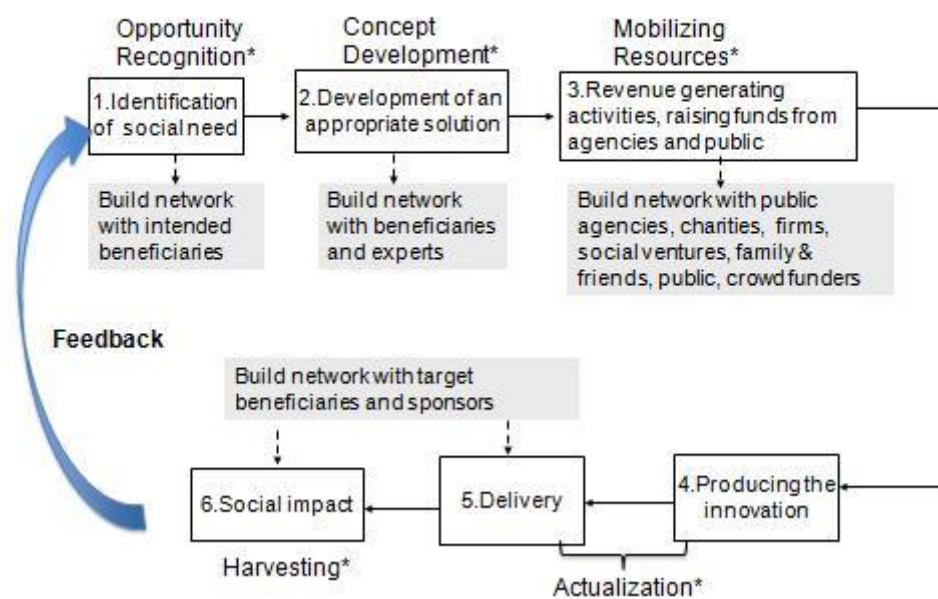 Opportunity
Recognition*
Concept
Development*
Mobilizing
Resources*
1.Identification
of social need
2.Development of an
appropriate solution
3.Revenue generating
activities, raising funds from
agencies and public
Build network
with intended
beneficiaries
Build network
with beneficiaries
and experts
Build network with public
agencies, charities, firms,
social ventures, family &
friends, public, crowd funders
Feedback
Build network with target
beneficiaries and sponsors
6.Social impact
5.Delivery
4.Producing the
innovation
Harvesting*
Actualization*